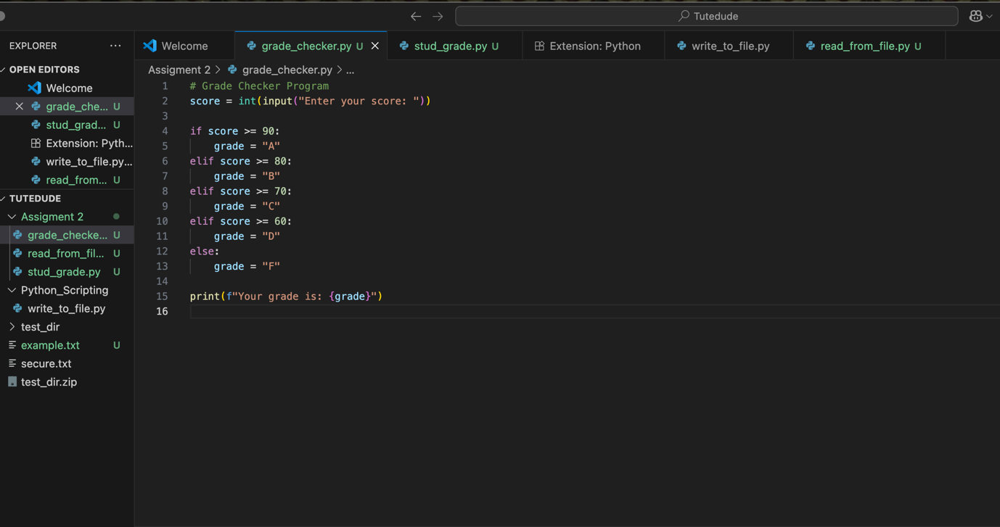 Tutedude
EXPLORER ...
Welcome
grade_checker.py U
stud_grade.py U
Extension: Python
write_to_file.py
read_from_file.py U
OPEN EDITORS
Welcome
grade_che... U
stud_grad... U
Extension: Pyth...
write_to_file.py...
read_from... U
TUTEDUDE
Assigment 2
grade_checke... U
read_from_fil... U
stud_grade.py U
Python_Scripting
write_to_file.py
test_dir
example.txt U
secure.txt
test_dir.zip
Assigment 2 > grade_checker.py > ...
1 # Grade Checker Program
2 score = int(input("Enter your score: "))
3
4 if score >= 90:
5     grade = "A"
6 elif score >= 80:
7     grade = "B"
8 elif score >= 70:
9     grade = "C"
10 elif score >= 60:
11     grade = "D"
12 else:
13     grade = "F"
14
15 print(f"Your grade is: {grade}")
16